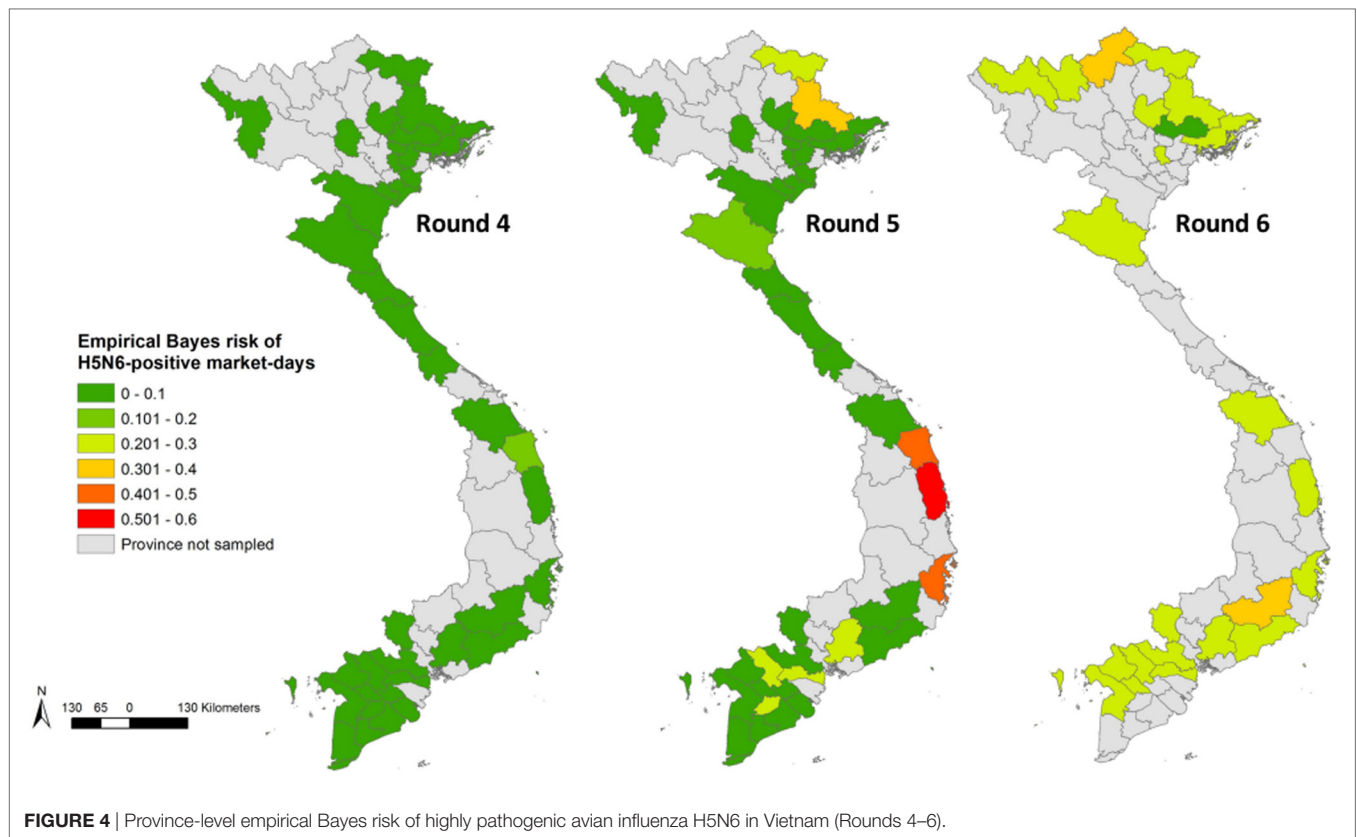 Round 4
Round 5
Round 6
Empirical Bayes risk of
H5N6-positive market-days
0 - 0.1
0.101 - 0.2
0.201 - 0.3
0.301 - 0.4
0.401 - 0.5
0.501 - 0.6
Province not sampled
N
130 65 0 130 Kilometers
FIGURE 4 | Province-level empirical Bayes risk of highly pathogenic avian influenza H5N6 in Vietnam (Rounds 4–6).